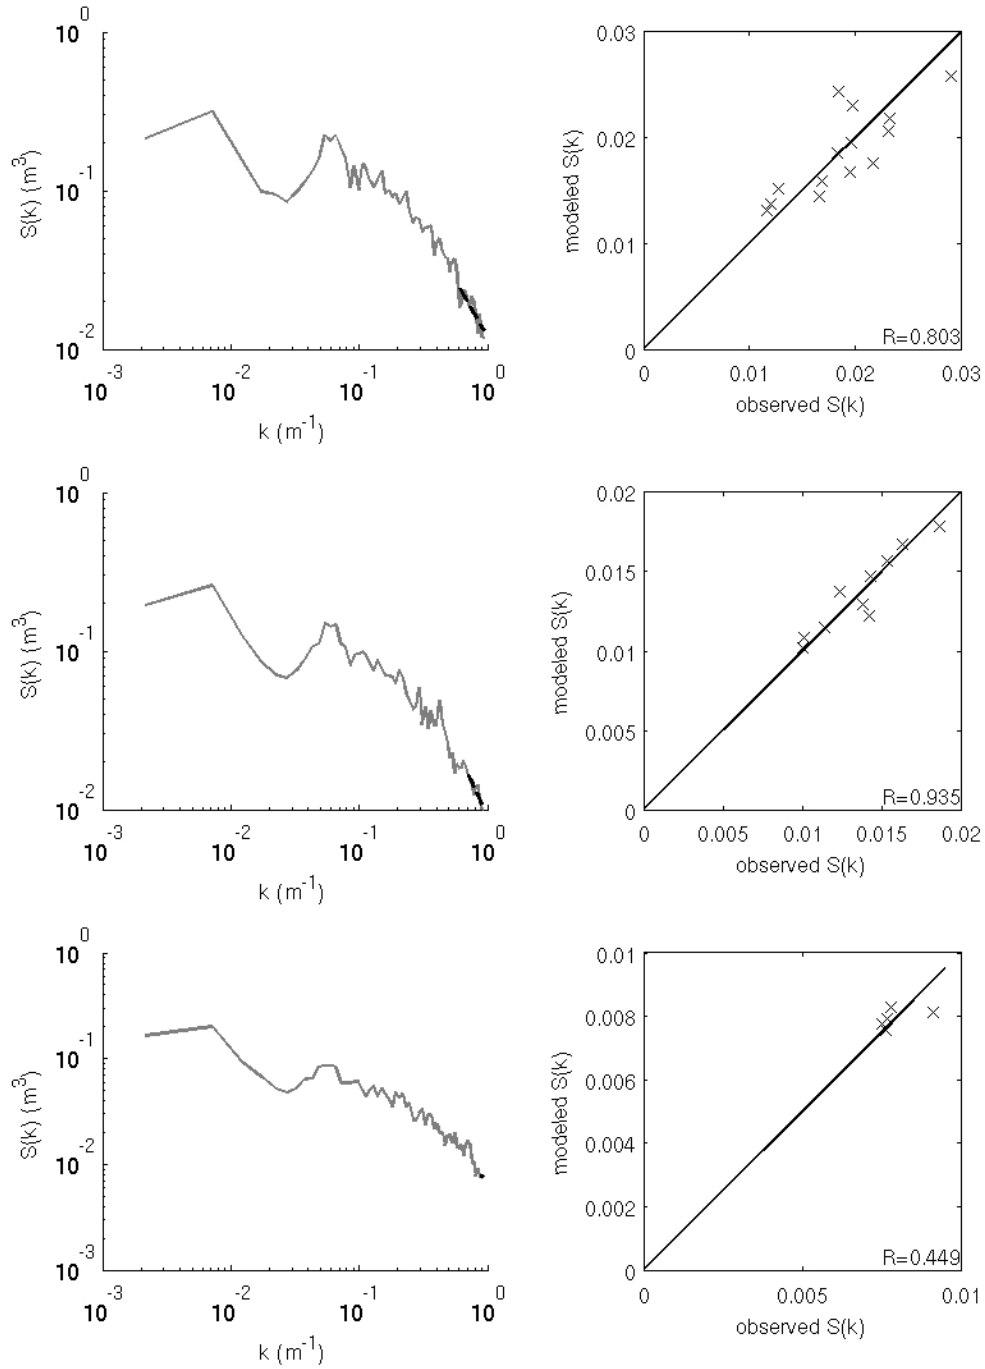 10^0
10^-1
10^-2
S(k) (m^3)
10^-3 10^-2 10^-1 10^0
k (m^-1)
0.03
0.02
0.01
0
modeled S(k)
R=0.803
0 0.01 0.02 0.03
observed S(k)
10^0
10^-1
10^-2
S(k) (m^3)
10^-3 10^-2 10^-1 10^0
k (m^-1)
0.02
0.015
0.01
0.005
0
modeled S(k)
R=0.935
0 0.005 0.01 0.015 0.02
observed S(k)
10^0
10^-1
10^-2
10^-3
S(k) (m^3)
10^-3 10^-2 10^-1 10^0
k (m^-1)
0.01
0.008
0.006
0.004
0.002
0
modeled S(k)
R=0.449
0 0.005 0.01
observed S(k)